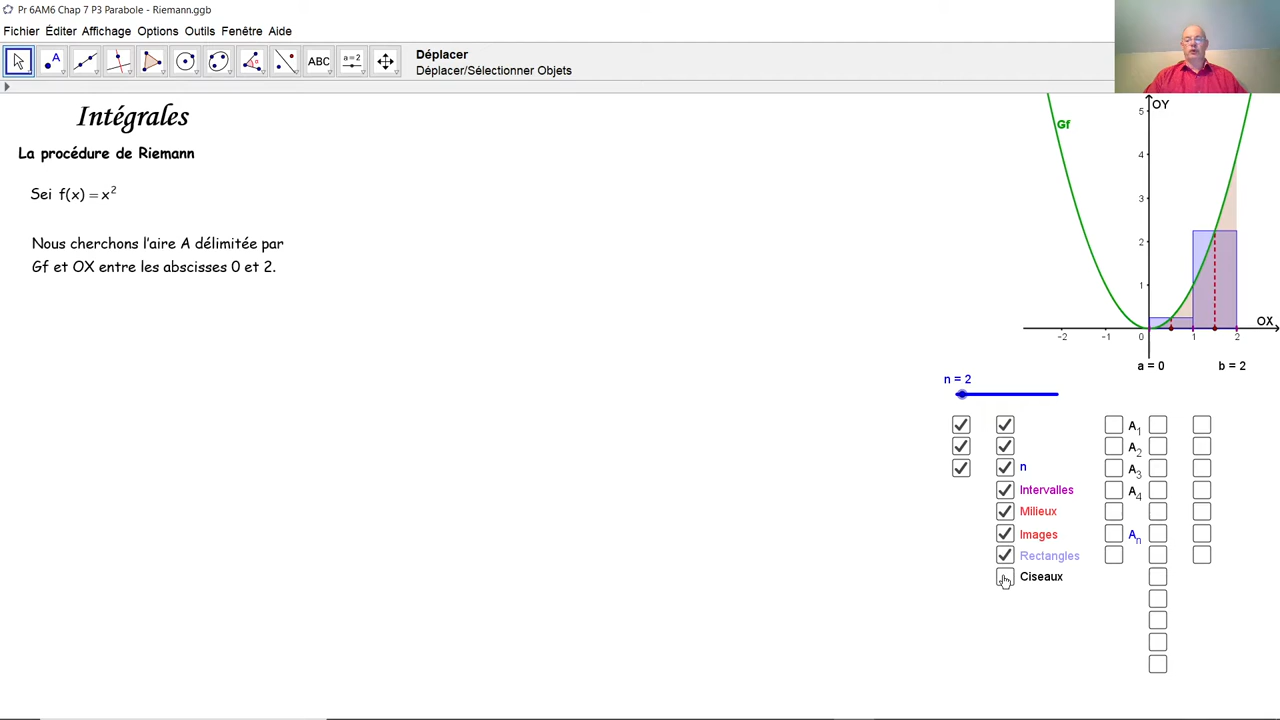 Pr 6AM6 Chap 7 P3 Parabole - Riemann.ggb
Fichier Éditer Affichage Options Outils Fenêtre Aide
A
ABC
a=2
Déplacer
Déplacer/Sélectionner Objets
Intégrales
La procédure de Riemann
Sei f(x) = x²
Nous cherchons l'aire A délimitée par
Gf et OX entre les abscisses 0 et 2.
OY
Gf
5
4
3
2
1
OX
-2 -1 0 1 2
a = 0 b = 2
n = 2
A₁
A₂
n A₃
Intervalles A₄
Milieux
Images Aₙ
Rectangles
Ciseaux